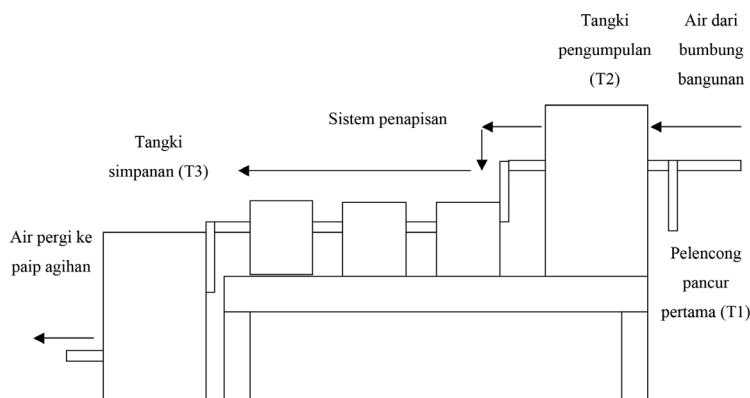 Tangki
pengumpulan
(T2)
Air dari
bumbung
bangunan
Sistem penapisan
Tangki
simpanan (T3)
Air pergi ke
paip agihan
Pelencong
pancur
pertama (T1)